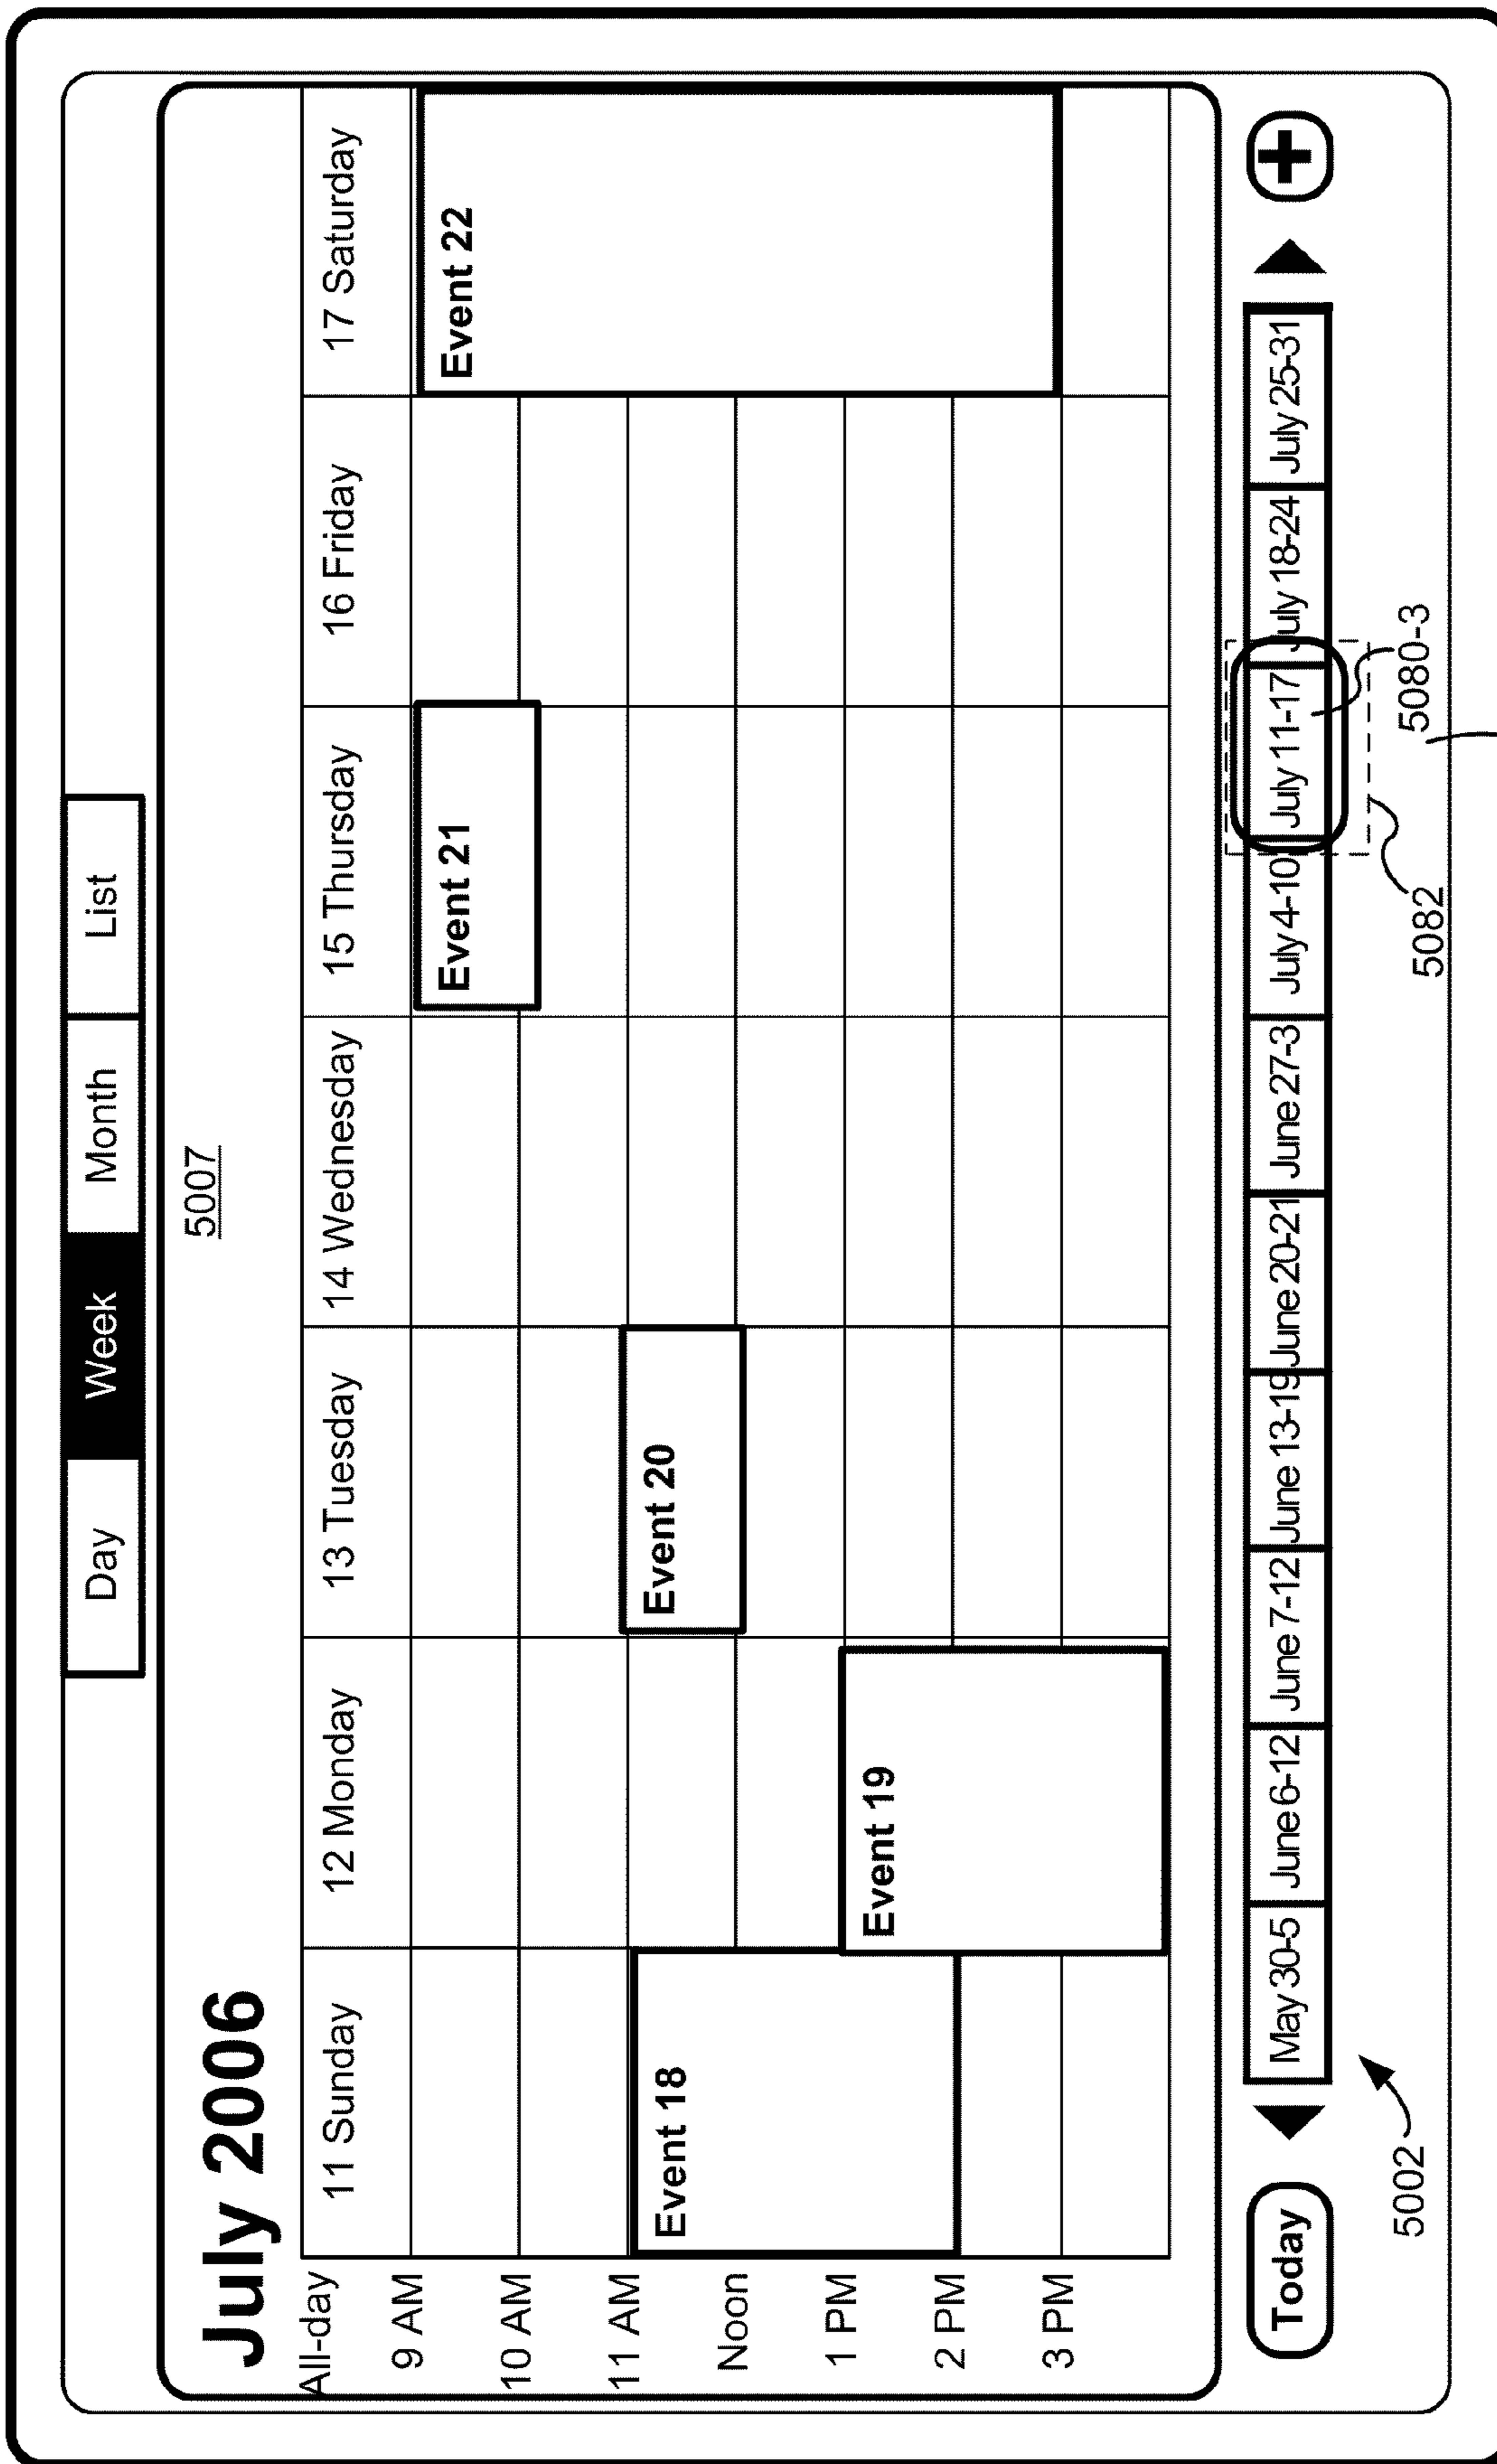 Day Week Month List
5007
July 2006
All-day 11 Sunday 12 Monday 13 Tuesday 14 Wednesday 15 Thursday 16 Friday 17 Saturday
9 AM
Event 21 Event 22
10 AM
11 AM
Event 18 Event 20
Noon
1 PM
Event 19
2 PM
3 PM
Today May 30-5 June 6-12 June 7-12 June 13-19 June 20-21 June 27-3 July 4-10 July 11-17 July 18-24 July 25-31 +
5002 5082 5080-3